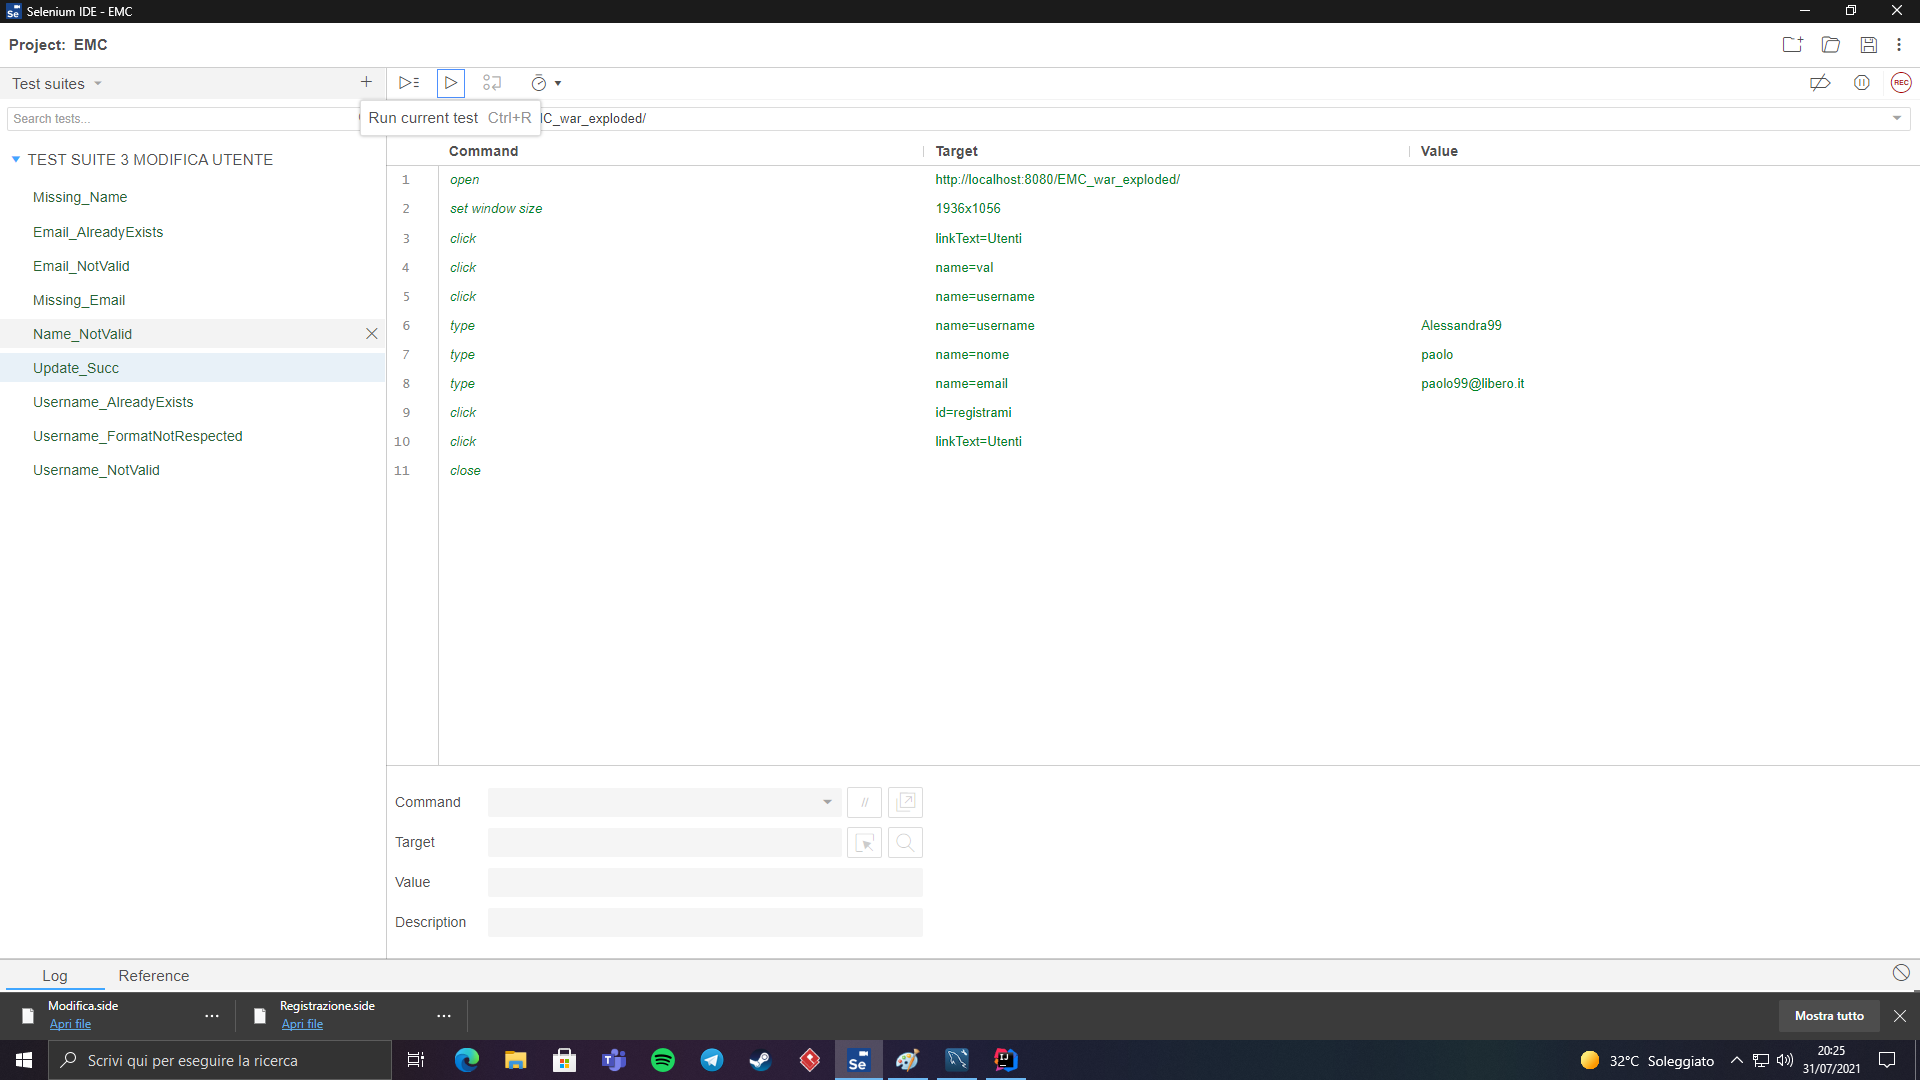 Selenium IDE - EMC
Project: EMC
Test suites
Run current test Ctrl+R
Search tests...
C_war_exploded/
Command Target Value
TEST SUITE 3 MODIFICA UTENTE
Missing_Name
Email_AlreadyExists
Email_NotValid
Missing_Email
Name_NotValid
Update_Succ
Username_AlreadyExists
Username_FormatNotRespected
Username_NotValid
1 open http://localhost:8080/EMC_war_exploded/
2 set window size 1936x1056
3 click linkText=Utenti
4 click name=val
5 click name=username
6 type name=username Alessandra99
7 type name=nome paolo
8 type name=email paolo99@libero.it
9 click id=registrami
10 click linkText=Utenti
11 close
Command //
Target
Value
Description
Log Reference
REC
Modifica.side
Apri file
Registrazione.side
Apri file
Mostra tutto
Scrivi qui per eseguire la ricerca
Se
32°C Soleggiato
20:25
31/07/2021